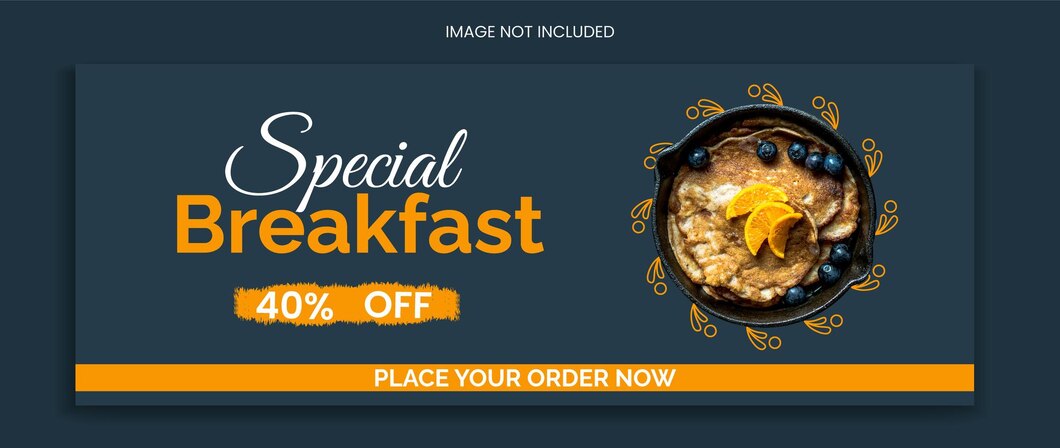 IMAGE NOT INCLUDED
Special
Breakfast
40% OFF
PLACE YOUR ORDER NOW